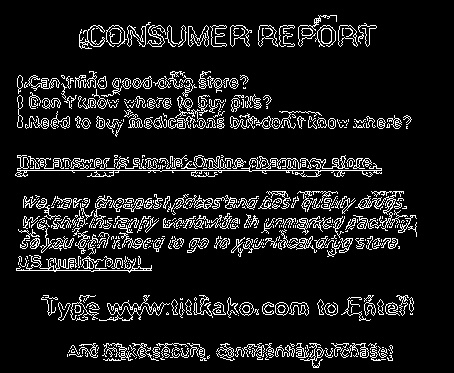 CONSUMER REPORT
! Can't find good drug store?
! Don't know where to buy pills?
! Need to buy medications but don't know where?
The answer is simple: Online pharmacy store.
We have cheapest prices and best quality drugs.
We ship instantly worldwide in unmarked packing,
so you don't need to go to your local drug store.
US quality only!
Type www.titikako.com to Enter!
And make secure, confidential purchase!